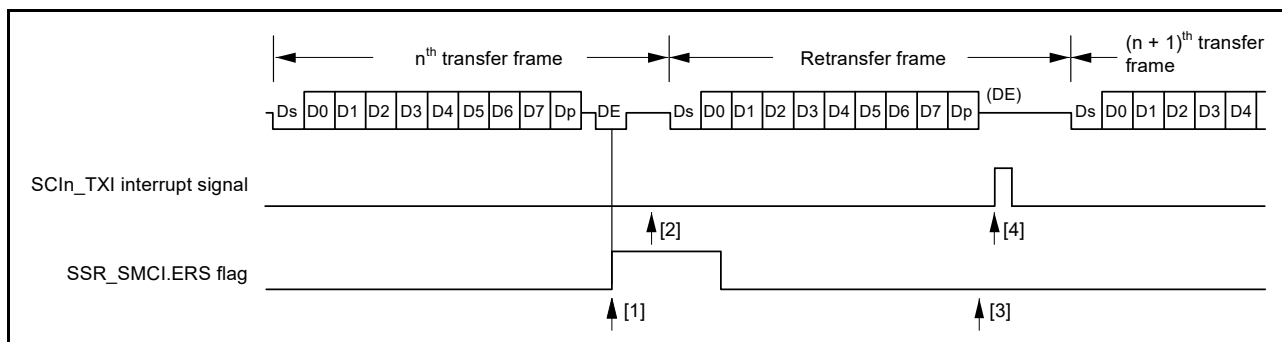 nth transfer frame
Retransfer frame
(n + 1)th transfer
frame
Ds D0 D1 D2 D3 D4 D5 D6 D7 Dp DE Ds D0 D1 D2 D3 D4 D5 D6 D7 Dp (DE) Ds D0 D1 D2 D3 D4
SCIn_TXI interrupt signal
[2]
[4]
SSR_SMCI.ERS flag
[1]
[3]